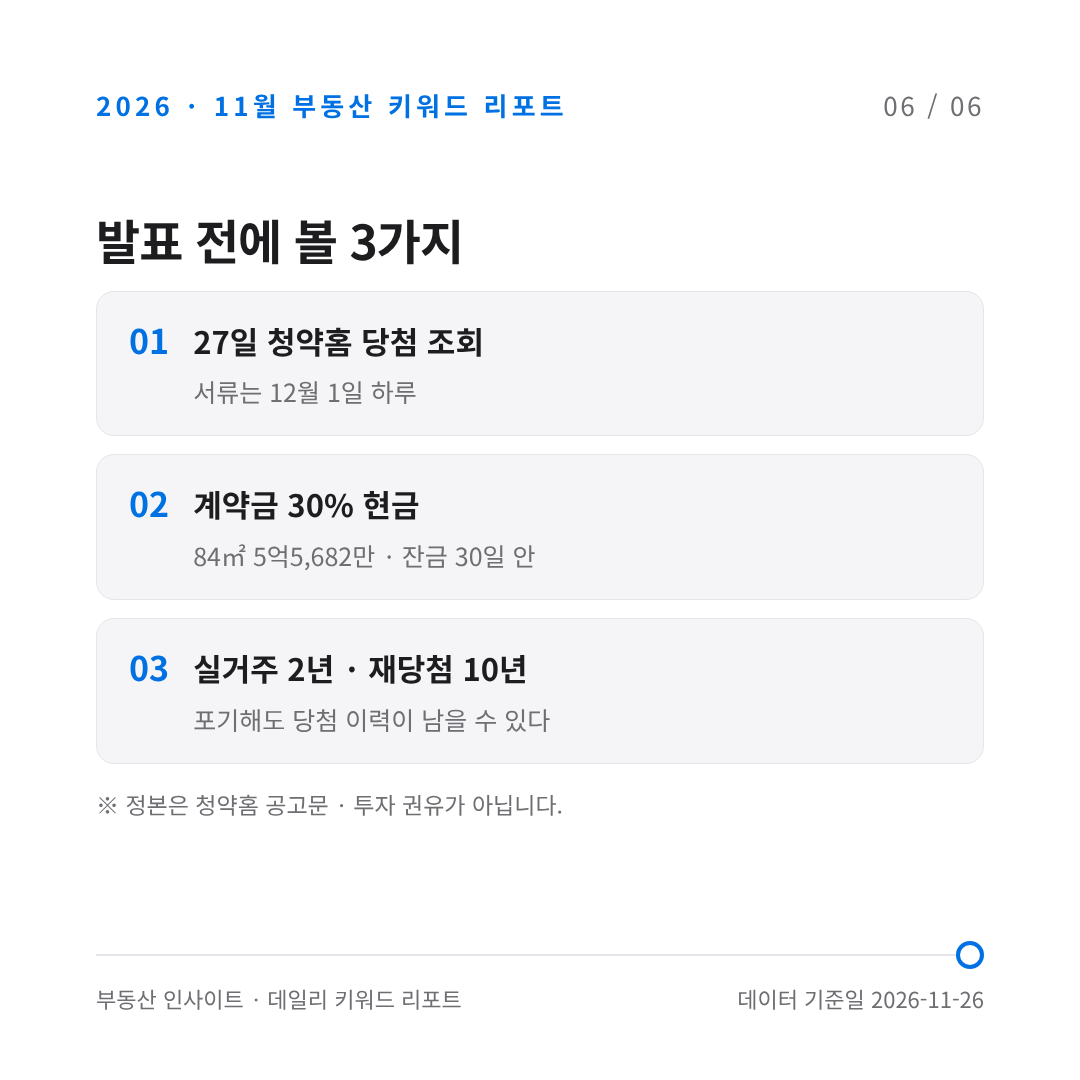 2026 · 11월 부동산 키워드 리포트
06 / 06
발표 전에 볼 3가지
01 27일 청약홈 당첨 조회
서류는 12월 1일 하루
02 계약금 30% 현금
84㎡ 5억5,682만 · 잔금 30일 안
03 실거주 2년 · 재당첨 10년
포기해도 당첨 이력이 남을 수 있다
※ 정본은 청약홈 공고문 · 투자 권유가 아닙니다.
부동산 인사이트 · 데일리 키워드 리포트
데이터 기준일 2026-11-26